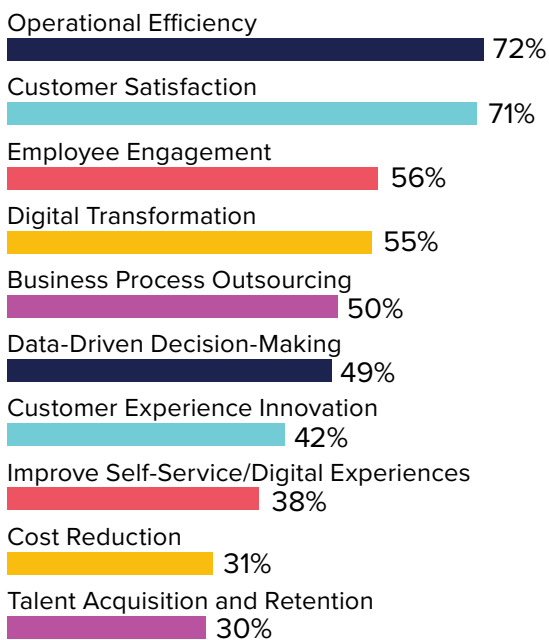 Operational Efficiency
72%
Customer Satisfaction
71%
Employee Engagement
56%
Digital Transformation
55%
Business Process Outsourcing
50%
Data-Driven Decision-Making
49%
Customer Experience Innovation
42%
Improve Self-Service/Digital Experiences
38%
Cost Reduction
31%
Talent Acquisition and Retention
30%